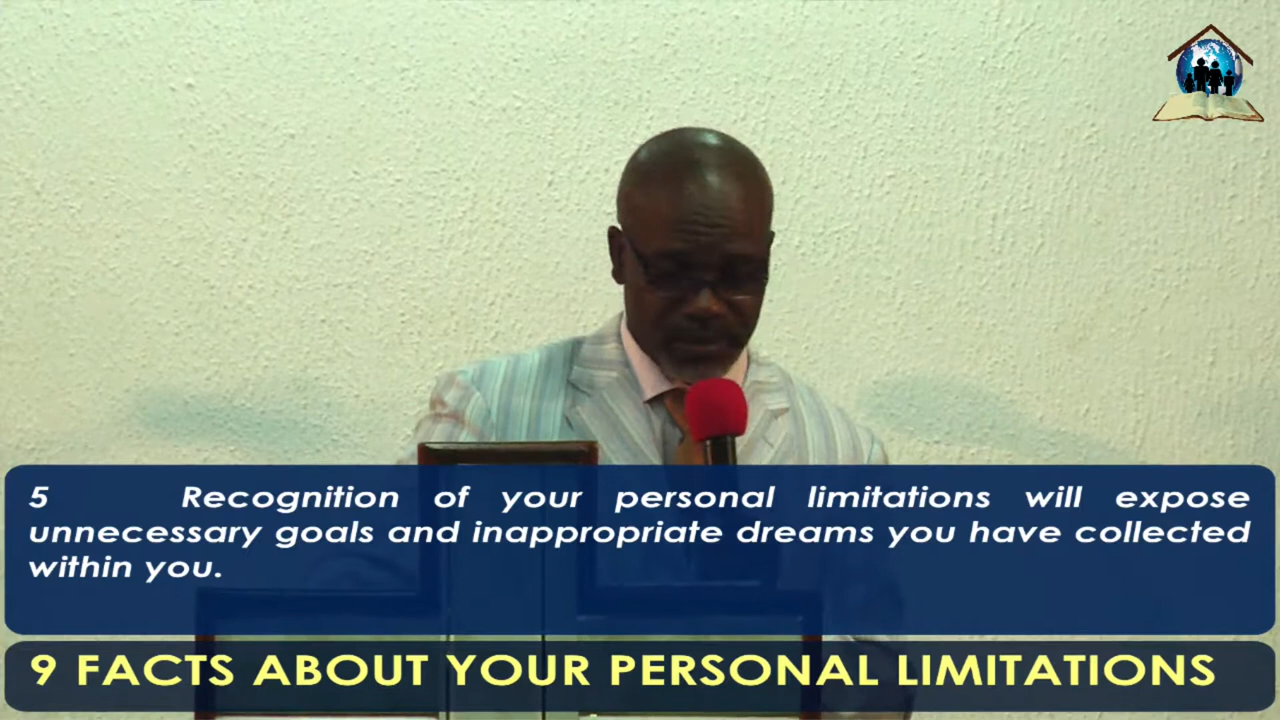 5 Recognition of your personal limitations will expose
unnecessary goals and inappropriate dreams you have collected
within you.
9 FACTS ABOUT YOUR PERSONAL LIMITATIONS